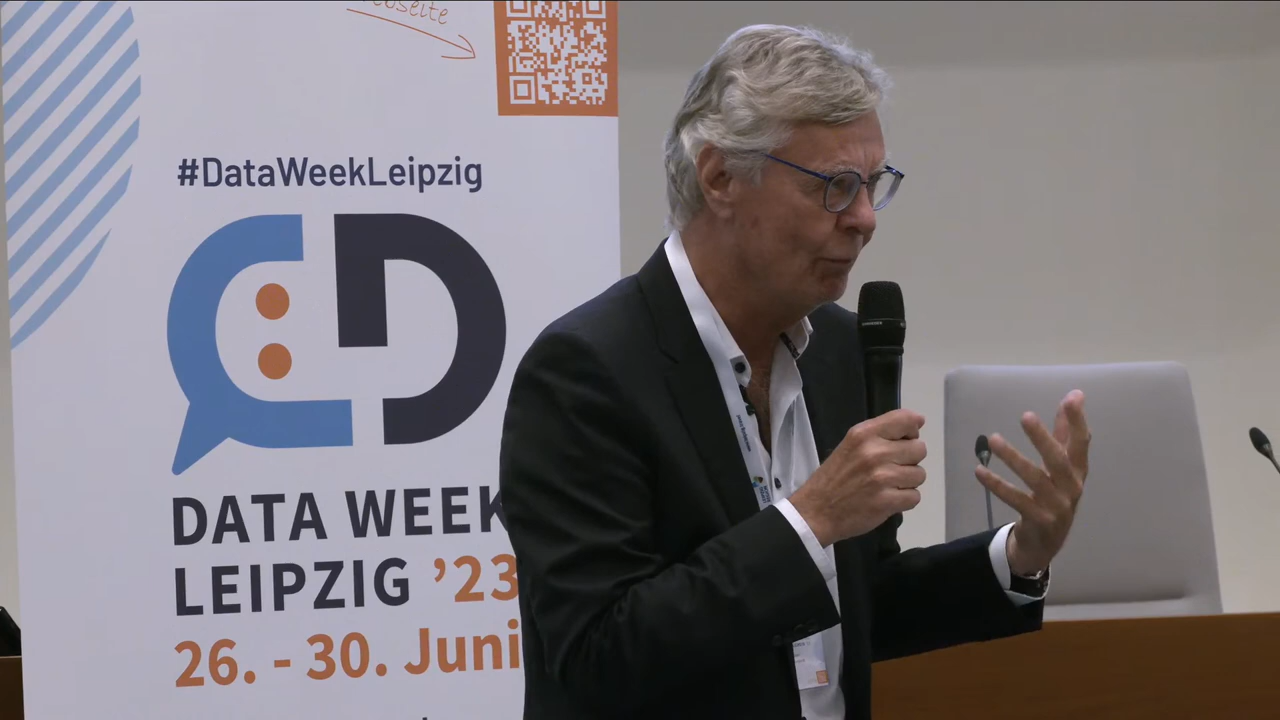 #DataWeekLeipzig
DATA WEEK
LEIPZIG ’23
26. - 30. Juni